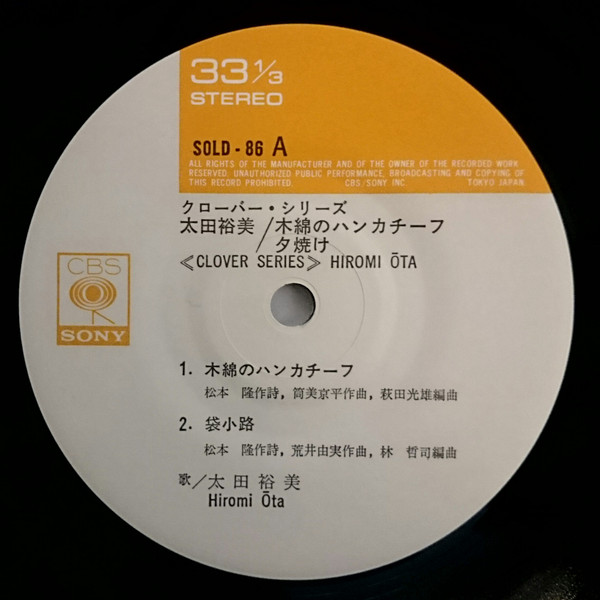 33 1/3
STEREO
SOLD - 86 A
ALL RIGHTS OF THE MANUFACTURER AND OF THE OWNER OF THE RECORDED WORK
RESERVED. UNAUTHORIZED PUBLIC PERFORMANCE, BROADCASTING AND COPYING OF
THIS RECORD PROHIBITED. CBS/SONY INC. TOKYO JAPAN.
クローバー・シリーズ
太田裕美/木綿のハンカチーフ
夕焼け
≪CLOVER SERIES≫ HIROMI ŌTA
CBS
SONY
1. 木綿のハンカチーフ
松本 隆作詩,筒美京平作曲,萩田光雄編曲
2. 袋小路
松本 隆作詩,荒井由実作曲,林 哲司編曲
歌/太田裕美
Hiromi Ōta